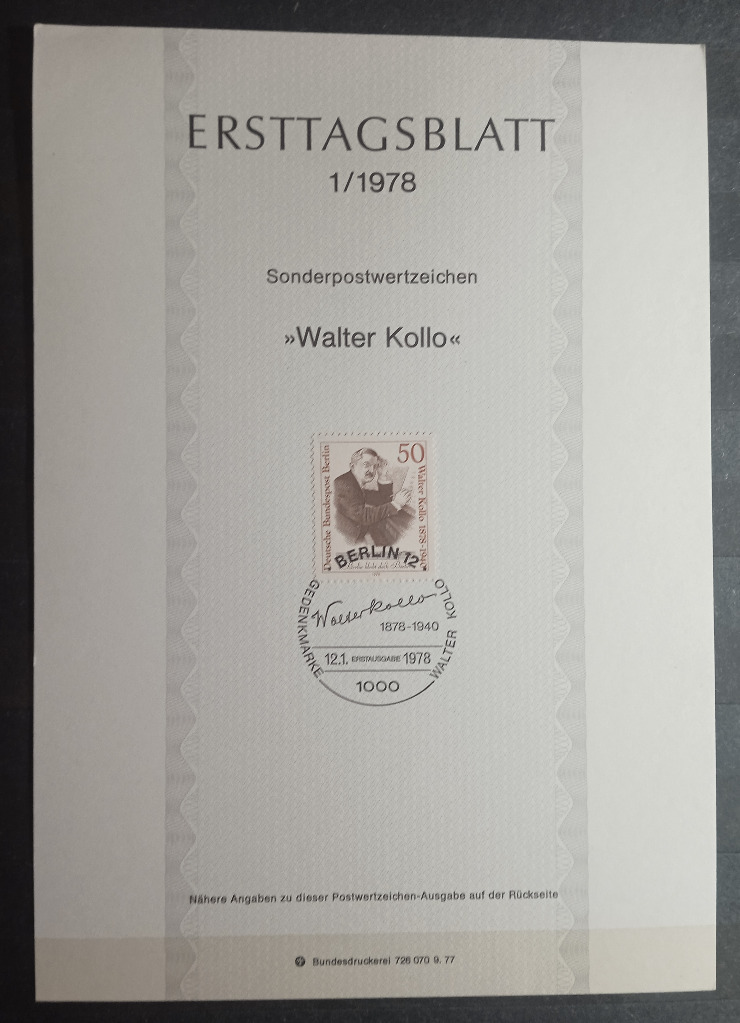 ERSTTAGSBLATT
1/1978
Sonderpostwertzeichen
»Walter Kollo«
50
Deutsche Bundespost Berlin
Walter Kollo 1878-1940
BERLIN 12
GEDENKMARKE
Walter Kollo
1878-1940
WALTER KOLLO
12.1. ERSTAUSGABE 1978
1000
Nähere Angaben zu dieser Postwertzeichen-Ausgabe auf der Rückseite
Bundesdruckerei 726 070 9. 77